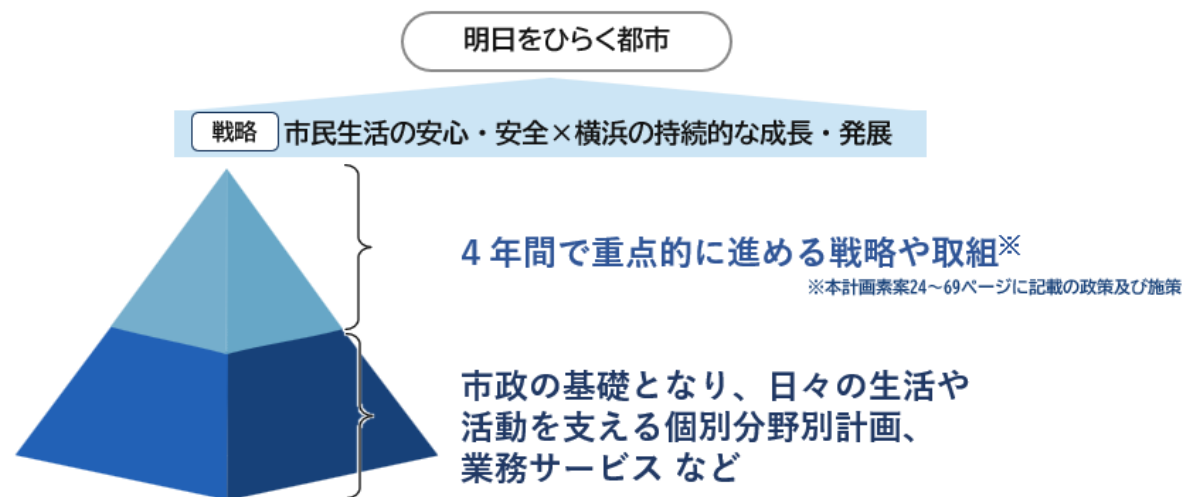 明日をひらく都市
戦略 市民生活の安心・安全×横浜の持続的な成長・発展
4年間で重点的に進める戦略や取組※
※本計画素案24～69ページに記載の政策及び施策
市政の基礎となり、日々の生活や
活動を支える個別分野別計画、
業務サービス など